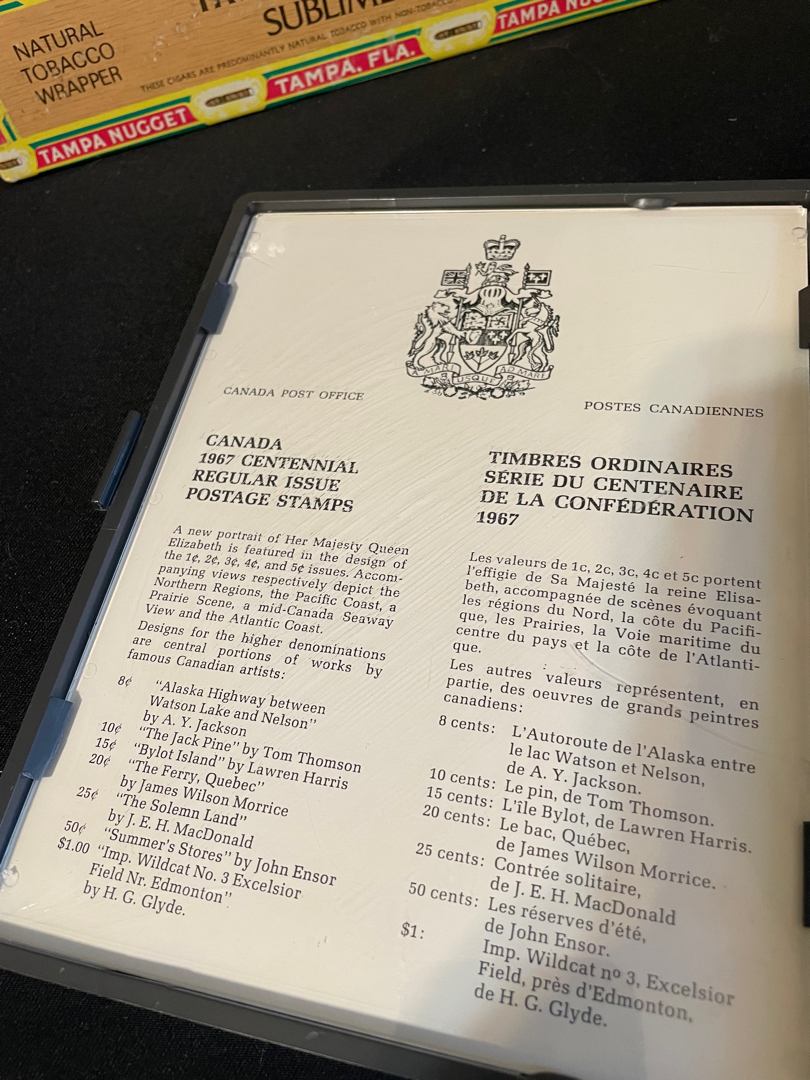 NATURAL
TOBACCO
WRAPPER
SUBLIME
THESE CIGARS ARE PREDOMINANTLY NATURAL TOBACCO WITH NON-TOBACCO
TAMPA NUGGET
TAMPA, FLA.
TAMPA
A MARI
USQUE
AD MARE
CANADA POST OFFICE
CANADA
1967 CENTENNIAL
REGULAR ISSUE
POSTAGE STAMPS
A new portrait of Her Majesty Queen
Elizabeth is featured in the design of
the 1¢, 2¢, 3¢, 4¢, and 5¢ issues. Accom-
panying views respectively depict the
Northern Regions, the Pacific Coast, a
Prairie Scene, a mid-Canada Seaway
View and the Atlantic Coast.
Designs for the higher denominations
are central portions of works by
famous Canadian artists:
8¢ "Alaska Highway between
Watson Lake and Nelson"
by A. Y. Jackson
10¢ "The Jack Pine" by Tom Thomson
15¢ "Bylot Island" by Lawren Harris
20¢ "The Ferry, Quebec"
by James Wilson Morrice
25¢ "The Solemn Land"
by J. E. H. MacDonald
50¢ "Summer's Stores" by John Ensor
$1.00 "Imp. Wildcat No. 3 Excelsior
Field Nr. Edmonton"
by H. G. Glyde.
POSTES CANADIENNES
TIMBRES ORDINAIRES
SÉRIE DU CENTENAIRE
DE LA CONFÉDÉRATION
1967
Les valeurs de 1c, 2c, 3c, 4c et 5c portent
l'effigie de Sa Majesté la reine Elisa-
beth, accompagnée de scènes évoquant
les régions du Nord, la côte du Pacifi-
que, les Prairies, la Voie maritime du
centre du pays et la côte de l'Atlanti-
que.
Les autres valeurs représentent, en
partie, des oeuvres de grands peintres
canadiens:
8 cents: L'Autoroute de l'Alaska entre
le lac Watson et Nelson,
de A. Y. Jackson.
10 cents: Le pin, de Tom Thomson.
15 cents: L'île Bylot, de Lawren Harris.
20 cents: Le bac, Québec,
de James Wilson Morrice.
25 cents: Contrée solitaire,
de J. E. H. MacDonald
50 cents: Les réserves d'été,
de John Ensor.
$1: Imp. Wildcat nº 3, Excelsior
Field, près d'Edmonton,
de H. G. Glyde.